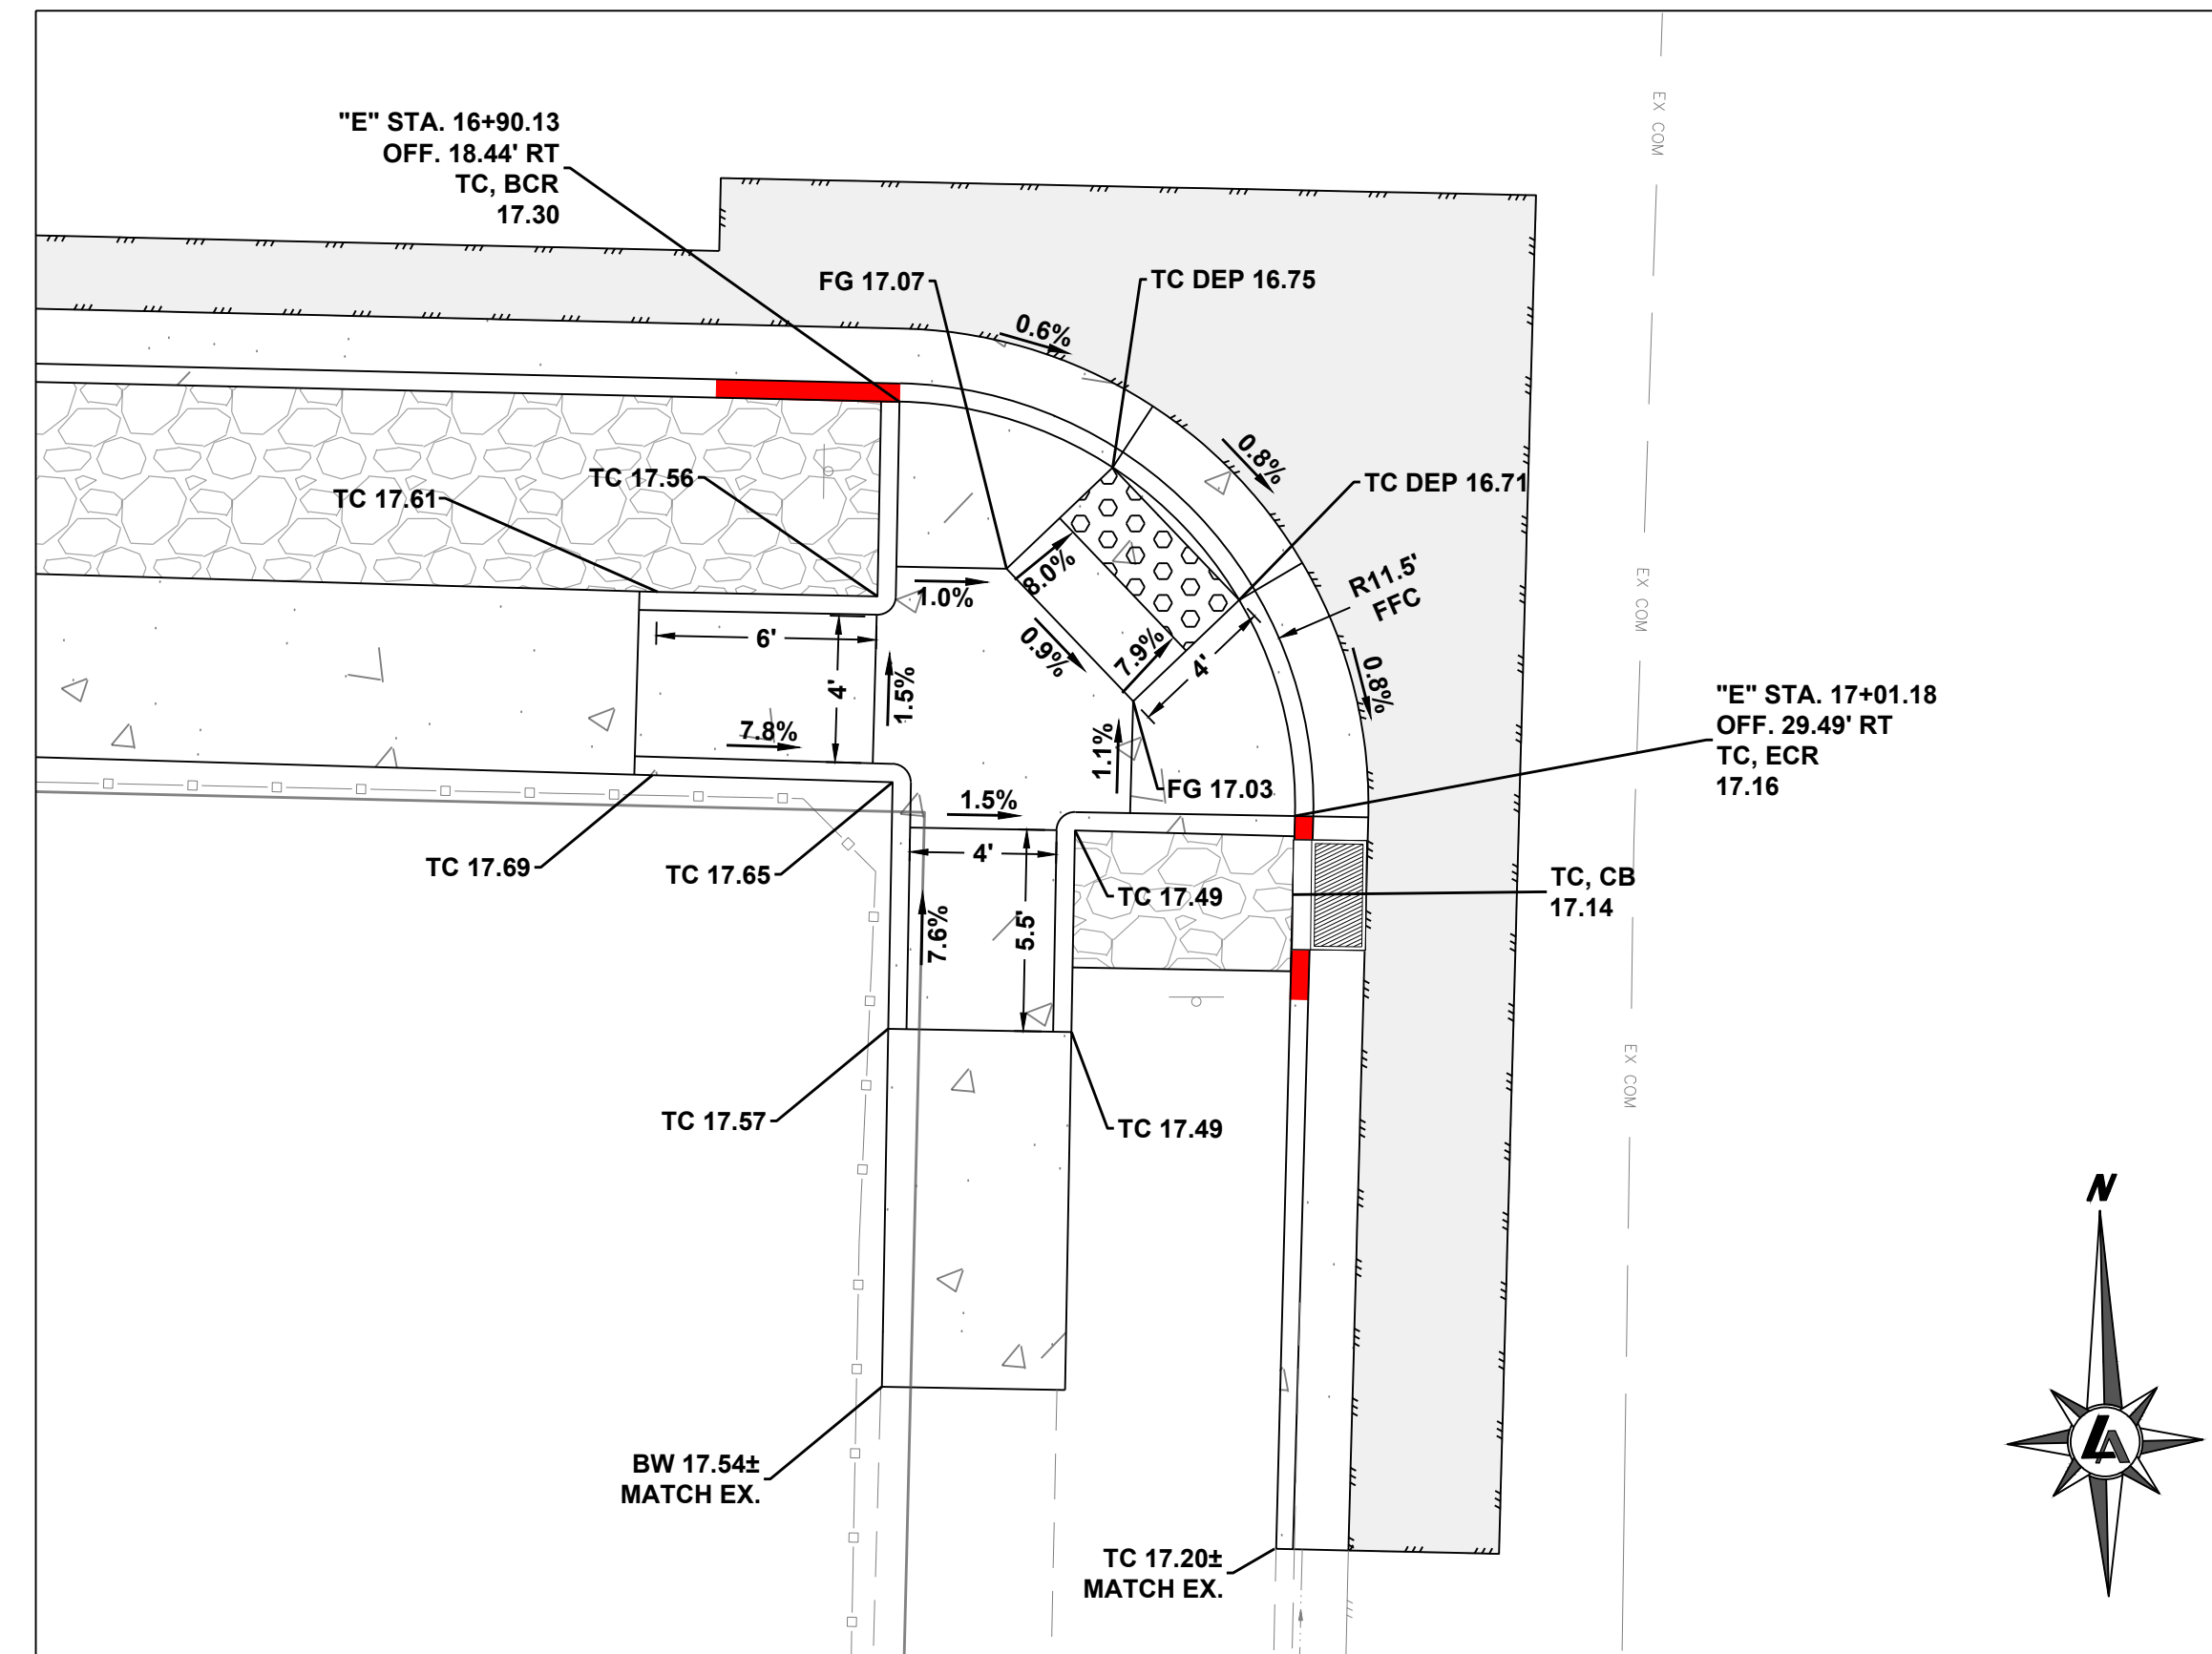 "E" STA. 16+90.13
OFF. 18.44' RT
TC, BCR
17.30
EX COM
FG 17.07
TC DEP 16.75
0.6%
0.8%
TC 17.56
TC 17.61
TC DEP 16.71
8.0%
1.0%
R11.5'
FFC
EX COM
6'
0.9%
7.9%
4'
4'
1.5%
0.8%
"E" STA. 17+01.18
OFF. 29.49' RT
TC, ECR
17.16
7.8%
1.1%
FG 17.03
1.5%
4'
TC 17.69
TC 17.65
TC 17.49
TC, CB
17.14
7.6%
5.5'
EX COM
TC 17.57
TC 17.49
N
BW 17.54±
MATCH EX.
LA
TC 17.20±
MATCH EX.